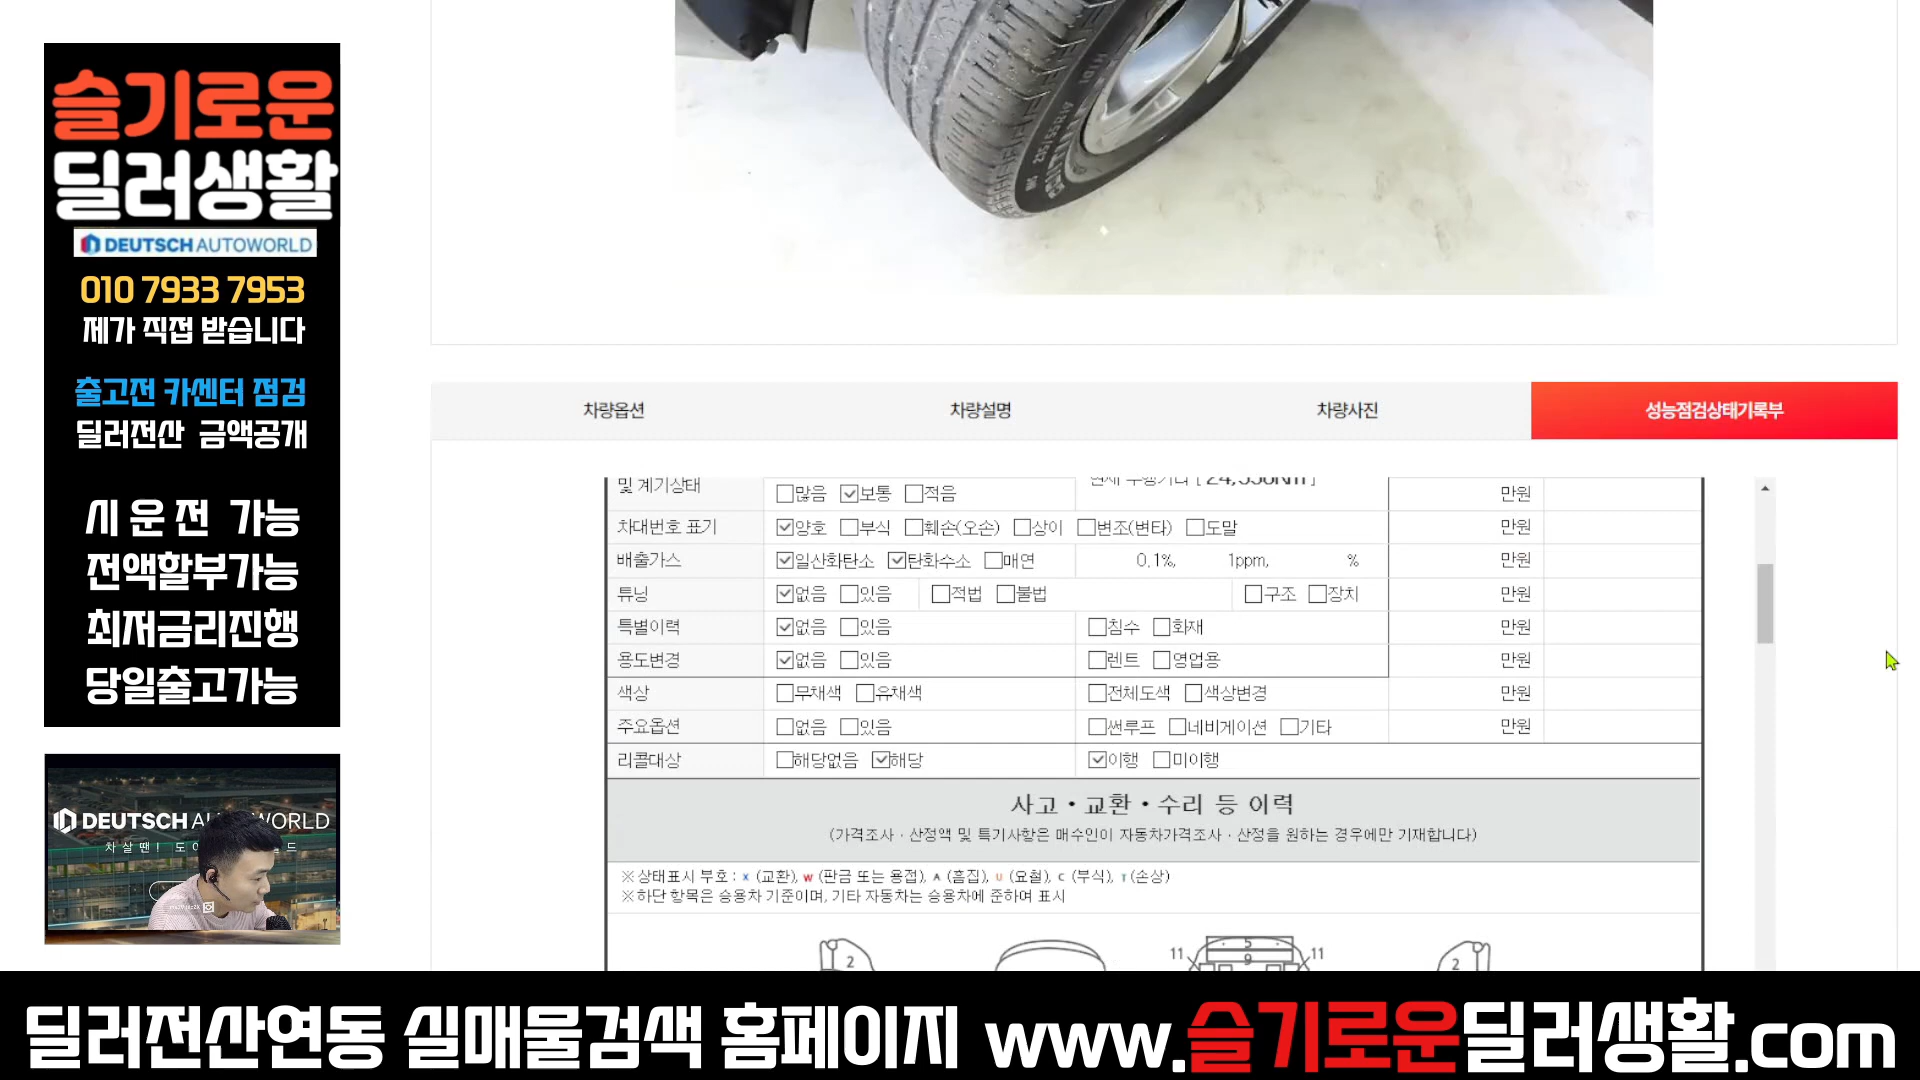 슬기로운
딜러생활
DEUTSCH AUTOWORLD
010 7933 7953
제가 직접 받습니다
출고전 카센터 점검
딜러전산 금액공개
시운전 가능
전액할부가능
최저금리진행
당일출고가능
DEUTSCH AUTOWORLD
차 살 땐 ! 도
드
235/55R19
차량옵션 차량설명 차량사진 성능점검상태기록부
및 계기상태 많음 보통 적음 만원
차대번호 표기 양호 부식 훼손(오손) 상이 변조(변타) 도말 만원
배출가스 일산화탄소 탄화수소 매연 0.1%, 1ppm, % 만원
튜닝 없음 있음 적법 불법 구조 장치 만원
특별이력 없음 있음 침수 화재 만원
용도변경 없음 있음 렌트 영업용 만원
색상 무채색 유채색 전체도색 색상변경 만원
주요옵션 없음 있음 썬루프 네비게이션 기타 만원
리콜대상 해당없음 해당 이행 미이행
사고 • 교환 • 수리 등 이력
(가격조사 · 산정액 및 특기사항은 매수인이 자동차가격조사 · 산정을 원하는 경우에만 기재합니다)
※ 상태표시 부호 : X (교환), W (판금 또는 용접), A (흠집), U (요철), C (부식), T (손상)
※ 하단 항목은 승용차 기준이며, 기타 자동차는 승용차에 준하여 표시
2 11 5 11 2
9
딜러전산연동 실매물검색 홈페이지 www.슬기로운딜러생활.com